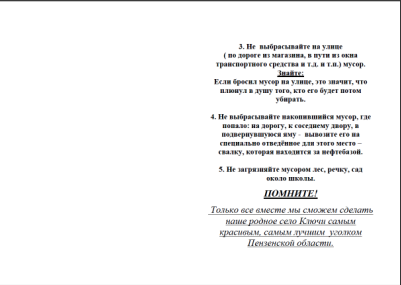 3. Не выбрасывайте на улице
( по дороге из магазина, в пути из окна
транспортного средства и т.д. и т.п.) мусор.
Знайте:
Если бросил мусор на улице, это значит, что
плюнул в душу того, кто его будет потом
убирать.
4. Не выбрасывайте накопившийся мусор, где
попало: на дорогу, к соседнему двору, в
подвернувшуюся яму - вывозите его на
специально отведённое для этого место –
свалку, которая находится за нефтебазой.
5. Не загрязняйте мусором лес, речку, сад
около школы.
ПОМНИТЕ!
Только все вместе мы сможем сделать
наше родное село Ключи самым
красивым, самым лучшим уголком
Пензенской области.